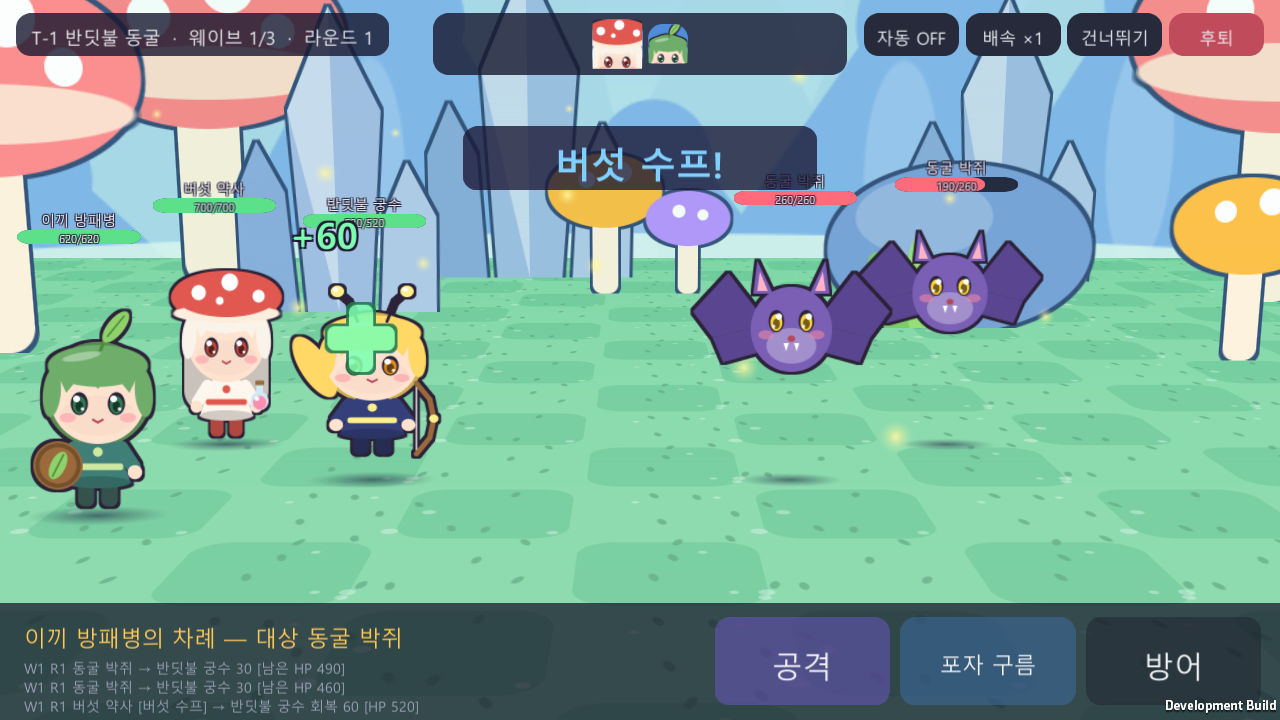 T-1 반딧불 동굴 · 웨이브 1/3 · 라운드 1
자동 OFF
배속 ×1
건너뛰기
후퇴
버섯 수프!
동굴 박쥐
190/260
동굴 박쥐
260/260
버섯 약사
700/700
반딧불 궁수
+60
이끼 방패병
620/620
이끼 방패병의 차례 — 대상 동굴 박쥐
W1 R1 동굴 박쥐 → 반딧불 궁수 30 [남은 HP 490]
W1 R1 동굴 박쥐 → 반딧불 궁수 30 [남은 HP 460]
W1 R1 버섯 약사 [버섯 수프] → 반딧불 궁수 회복 60 [HP 520]
공격
포자 구름
방어
Development Build